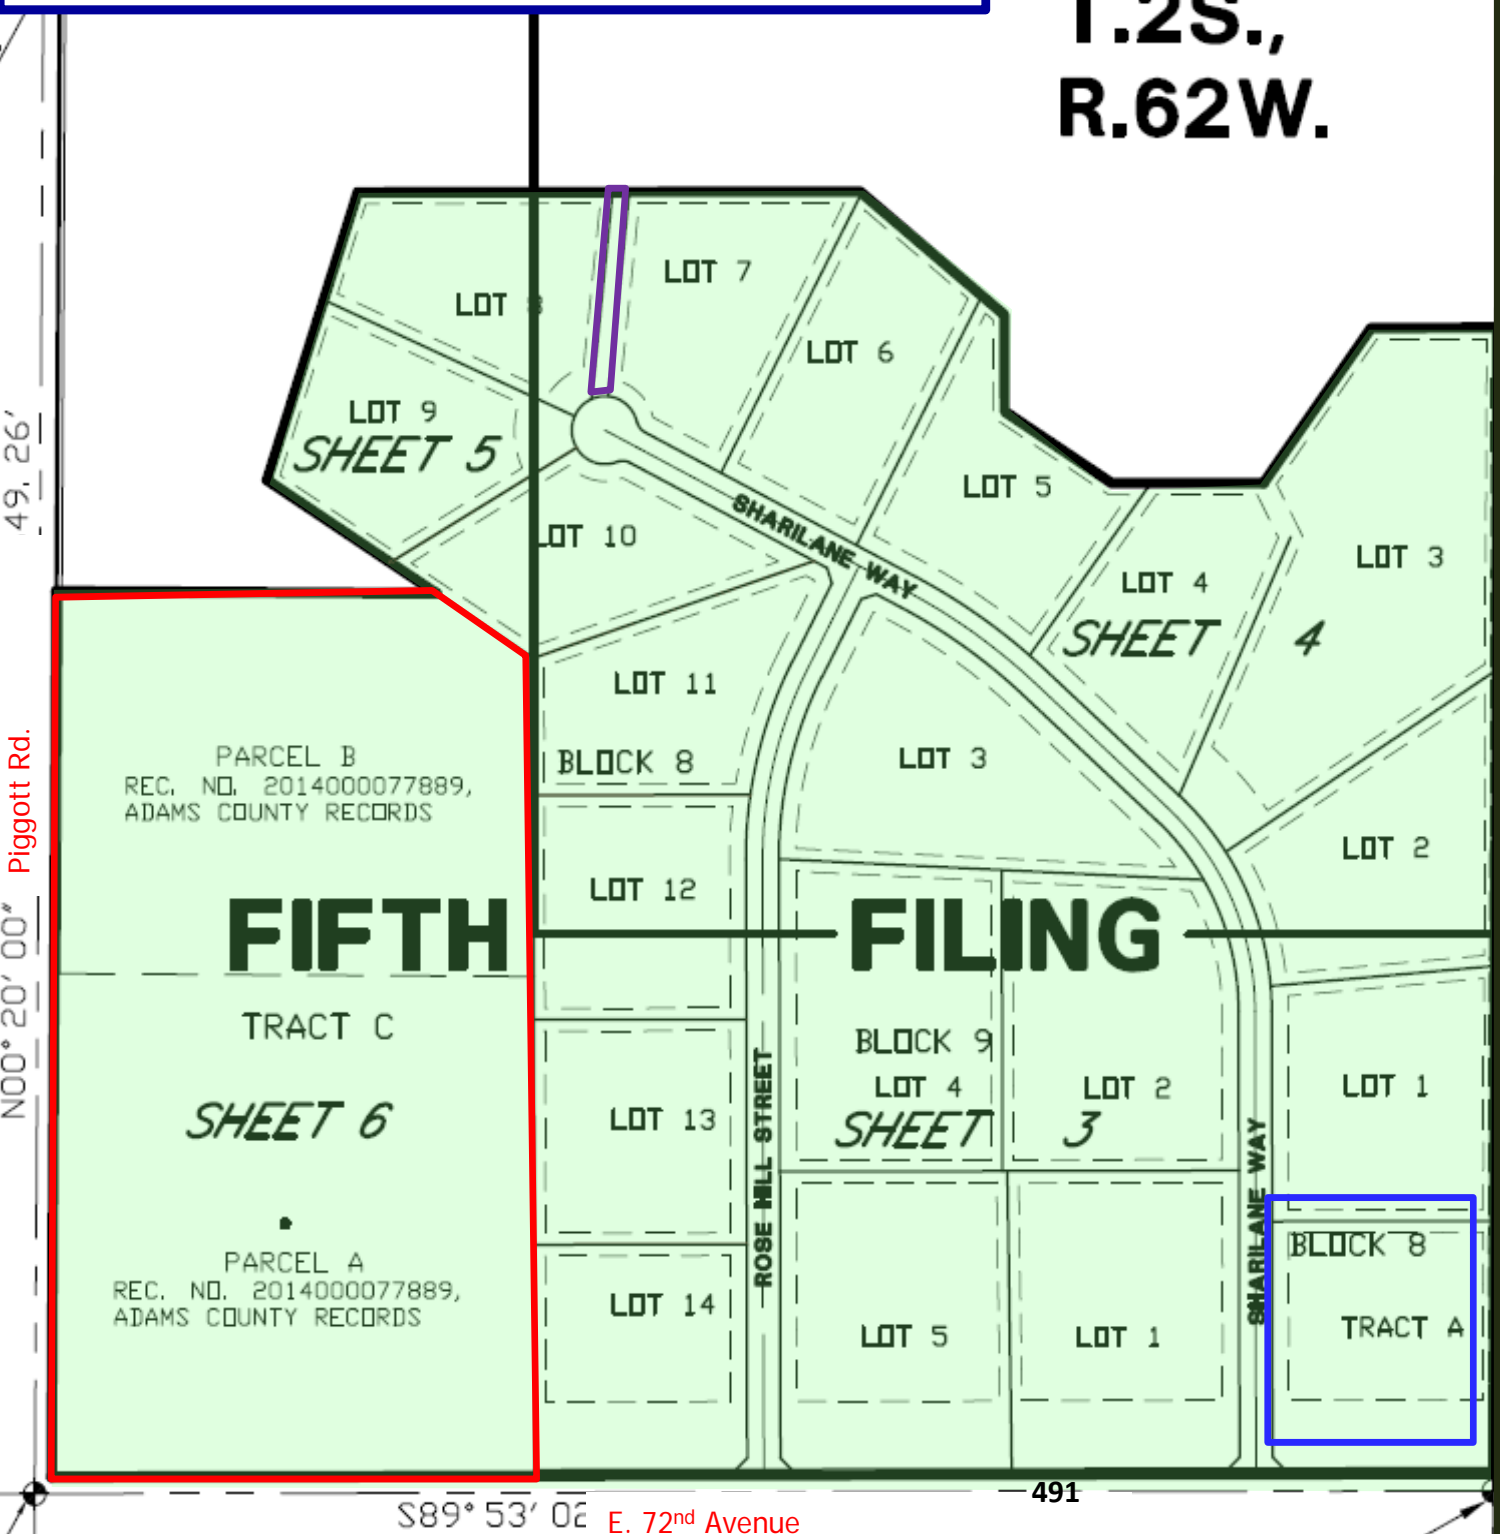 T.2S.,
R.62W.
LOT 7
LOT
LOT 6
LOT 9
SHEET 5
LOT 5
SHARILANE WAY
LOT 10
LOT 3
LOT 4
SHEET 4
49.26'
LOT 11
BLOCK 8
LOT 3
PARCEL B
REC. NO. 2014000077889,
ADAMS COUNTY RECORDS
Piggott Rd.
LOT 2
LOT 12
FIFTH FILING
N00°20'00"
TRACT C
BLOCK 9
LOT 4
LOT 2
LOT 1
SHEET 3
SHEET 6
LOT 13
ROSE HILL STREET
SHARILANE WAY
PARCEL A
REC. NO. 2014000077889,
ADAMS COUNTY RECORDS
BLOCK 8
TRACT A
LOT 14
LOT 5
LOT 1
491
S89°53'02
E. 72nd Avenue